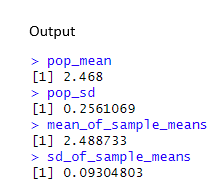 Output
> pop_mean
[1] 2.468
> pop_sd
[1] 0.2561069
> mean_of_sample_means
[1] 2.488733
> sd_of_sample_means
[1] 0.09304803